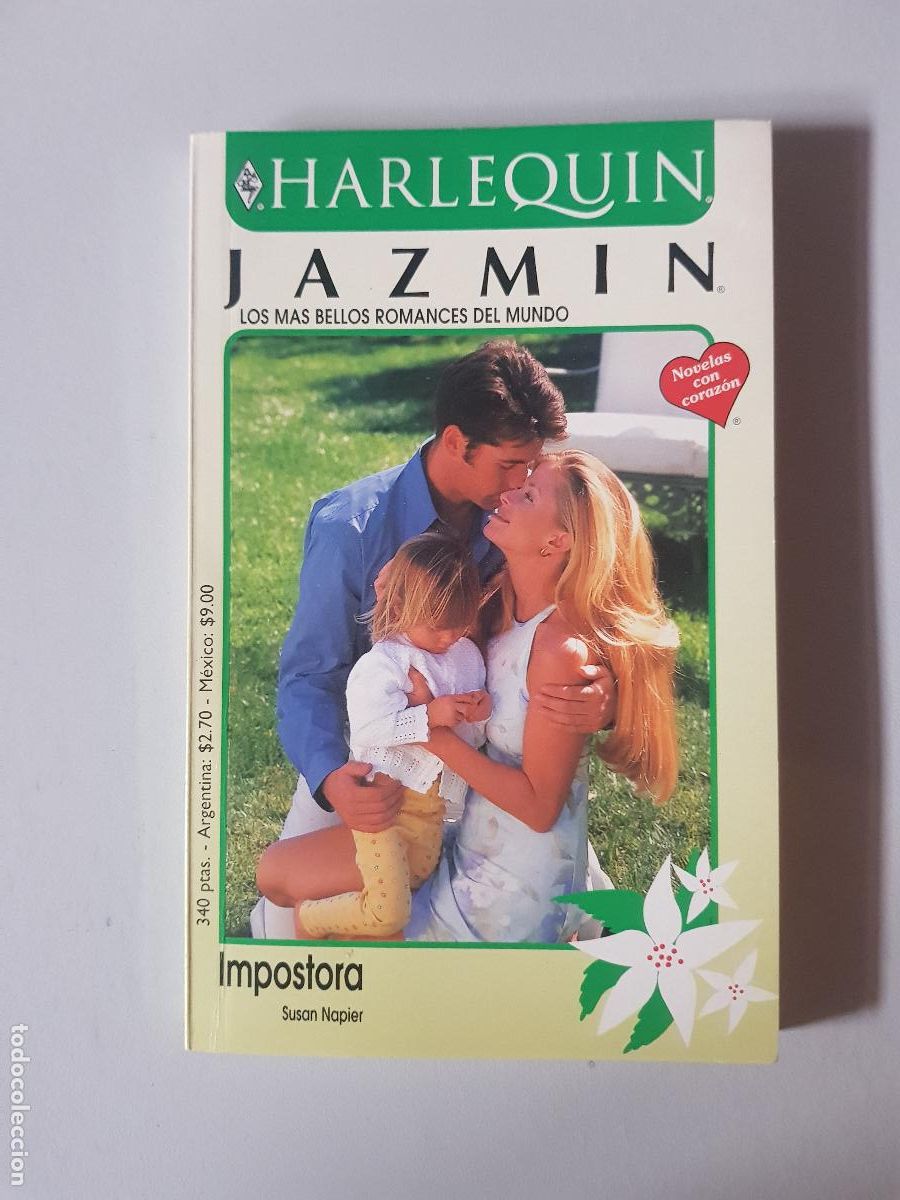 HARLEQUIN®
JAZMIN®
LOS MAS BELLOS ROMANCES DEL MUNDO
Novelas
con
corazón
®
340 ptas. - Argentina: $2.70 - México: $9.00
Impostora
Susan Napier
todocoleccion